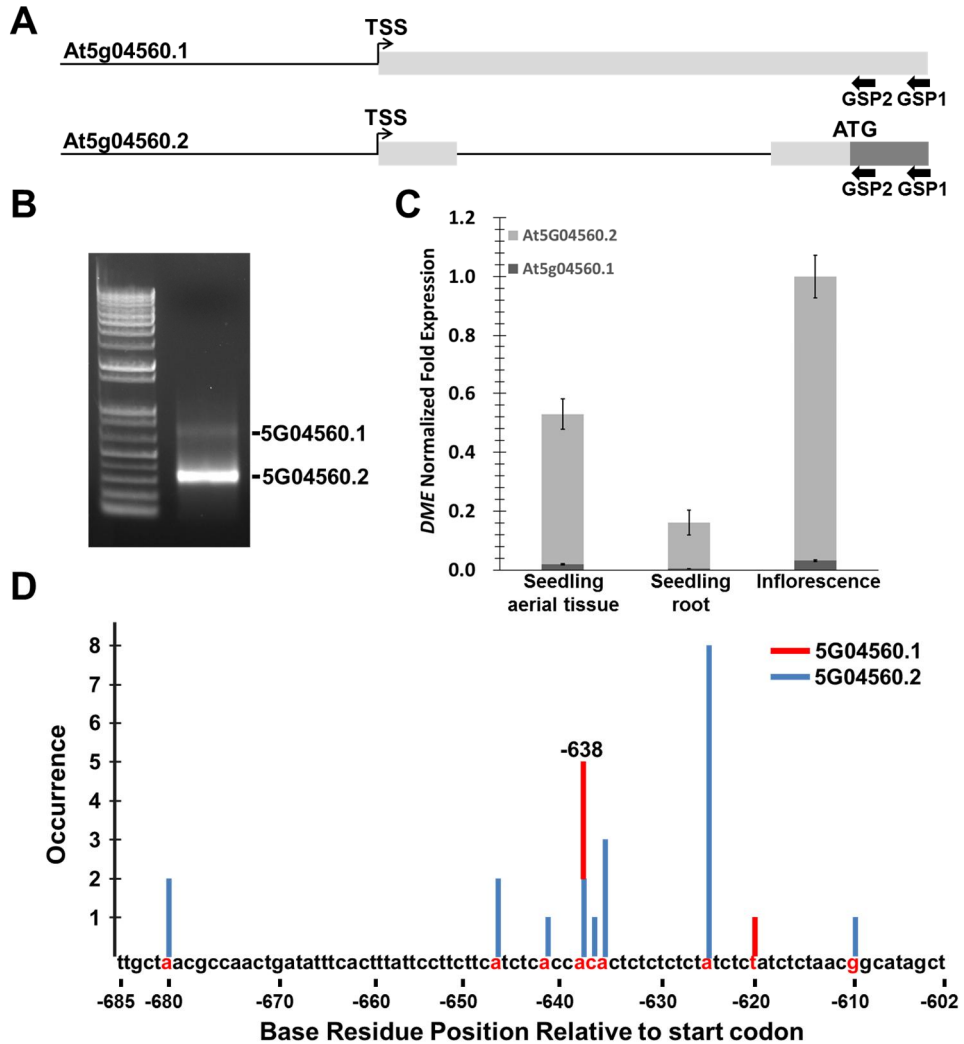 A
TSS
At5g04560.1
GSP2 GSP1
TSS
ATG
At5g04560.2
GSP2 GSP1
B
-5G04560.1
-5G04560.2
C
DME Normalized Fold Expression
1.2
1.0
0.8
0.6
0.4
0.2
0.0
At5G04560.2
At5g04560.1
Seedling aerial tissue
Seedling root
Inflorescence
D
Occurrence
8
7
6
5
4
3
2
1
-638
5G04560.1
5G04560.2
ttgctaacgccaactgatatttcactttattccttcttcatctcaccacactctctctctatctctatctctaacggcatagct
-685 -680 -670 -660 -650 -640 -630 -620 -610 -602
Base Residue Position Relative to start codon